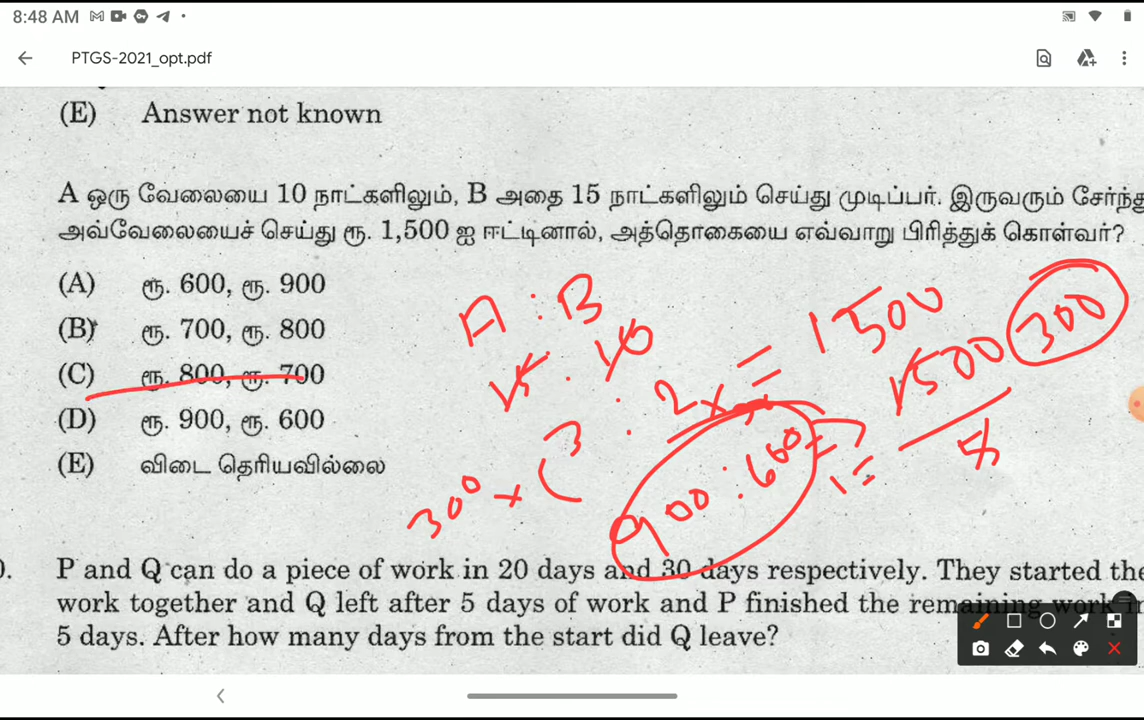 8:48 AM
PTGS-2021_opt.pdf
(E) Answer not known
A ஒரு வேலையை 10 நாட்களிலும், B அதை 15 நாட்களிலும் செய்து முடிப்பர். இருவரும் சேர்ந்
அவ்வேலையைச் செய்து ரூ. 1,500 ஐ ஈட்டினால், அத்தொகையை எவ்வாறு பிரித்துக் கொள்வர்?
(A) ரூ. 600, ரூ. 900
(B) ரூ. 700, ரூ. 800
(C) ரூ. 800, ரூ. 700
(D) ரூ. 900, ரூ. 600
(E) விடை தெரியவில்லை
A : B = 1500
15 : 10
1500 300
3 : 2
300 × (
900 : 600
5
P and Q can do a piece of work in 20 days and 30 days respectively. They started the
work together and Q left after 5 days of work and P finished the remaining work in
5 days. After how many days from the start did Q leave?